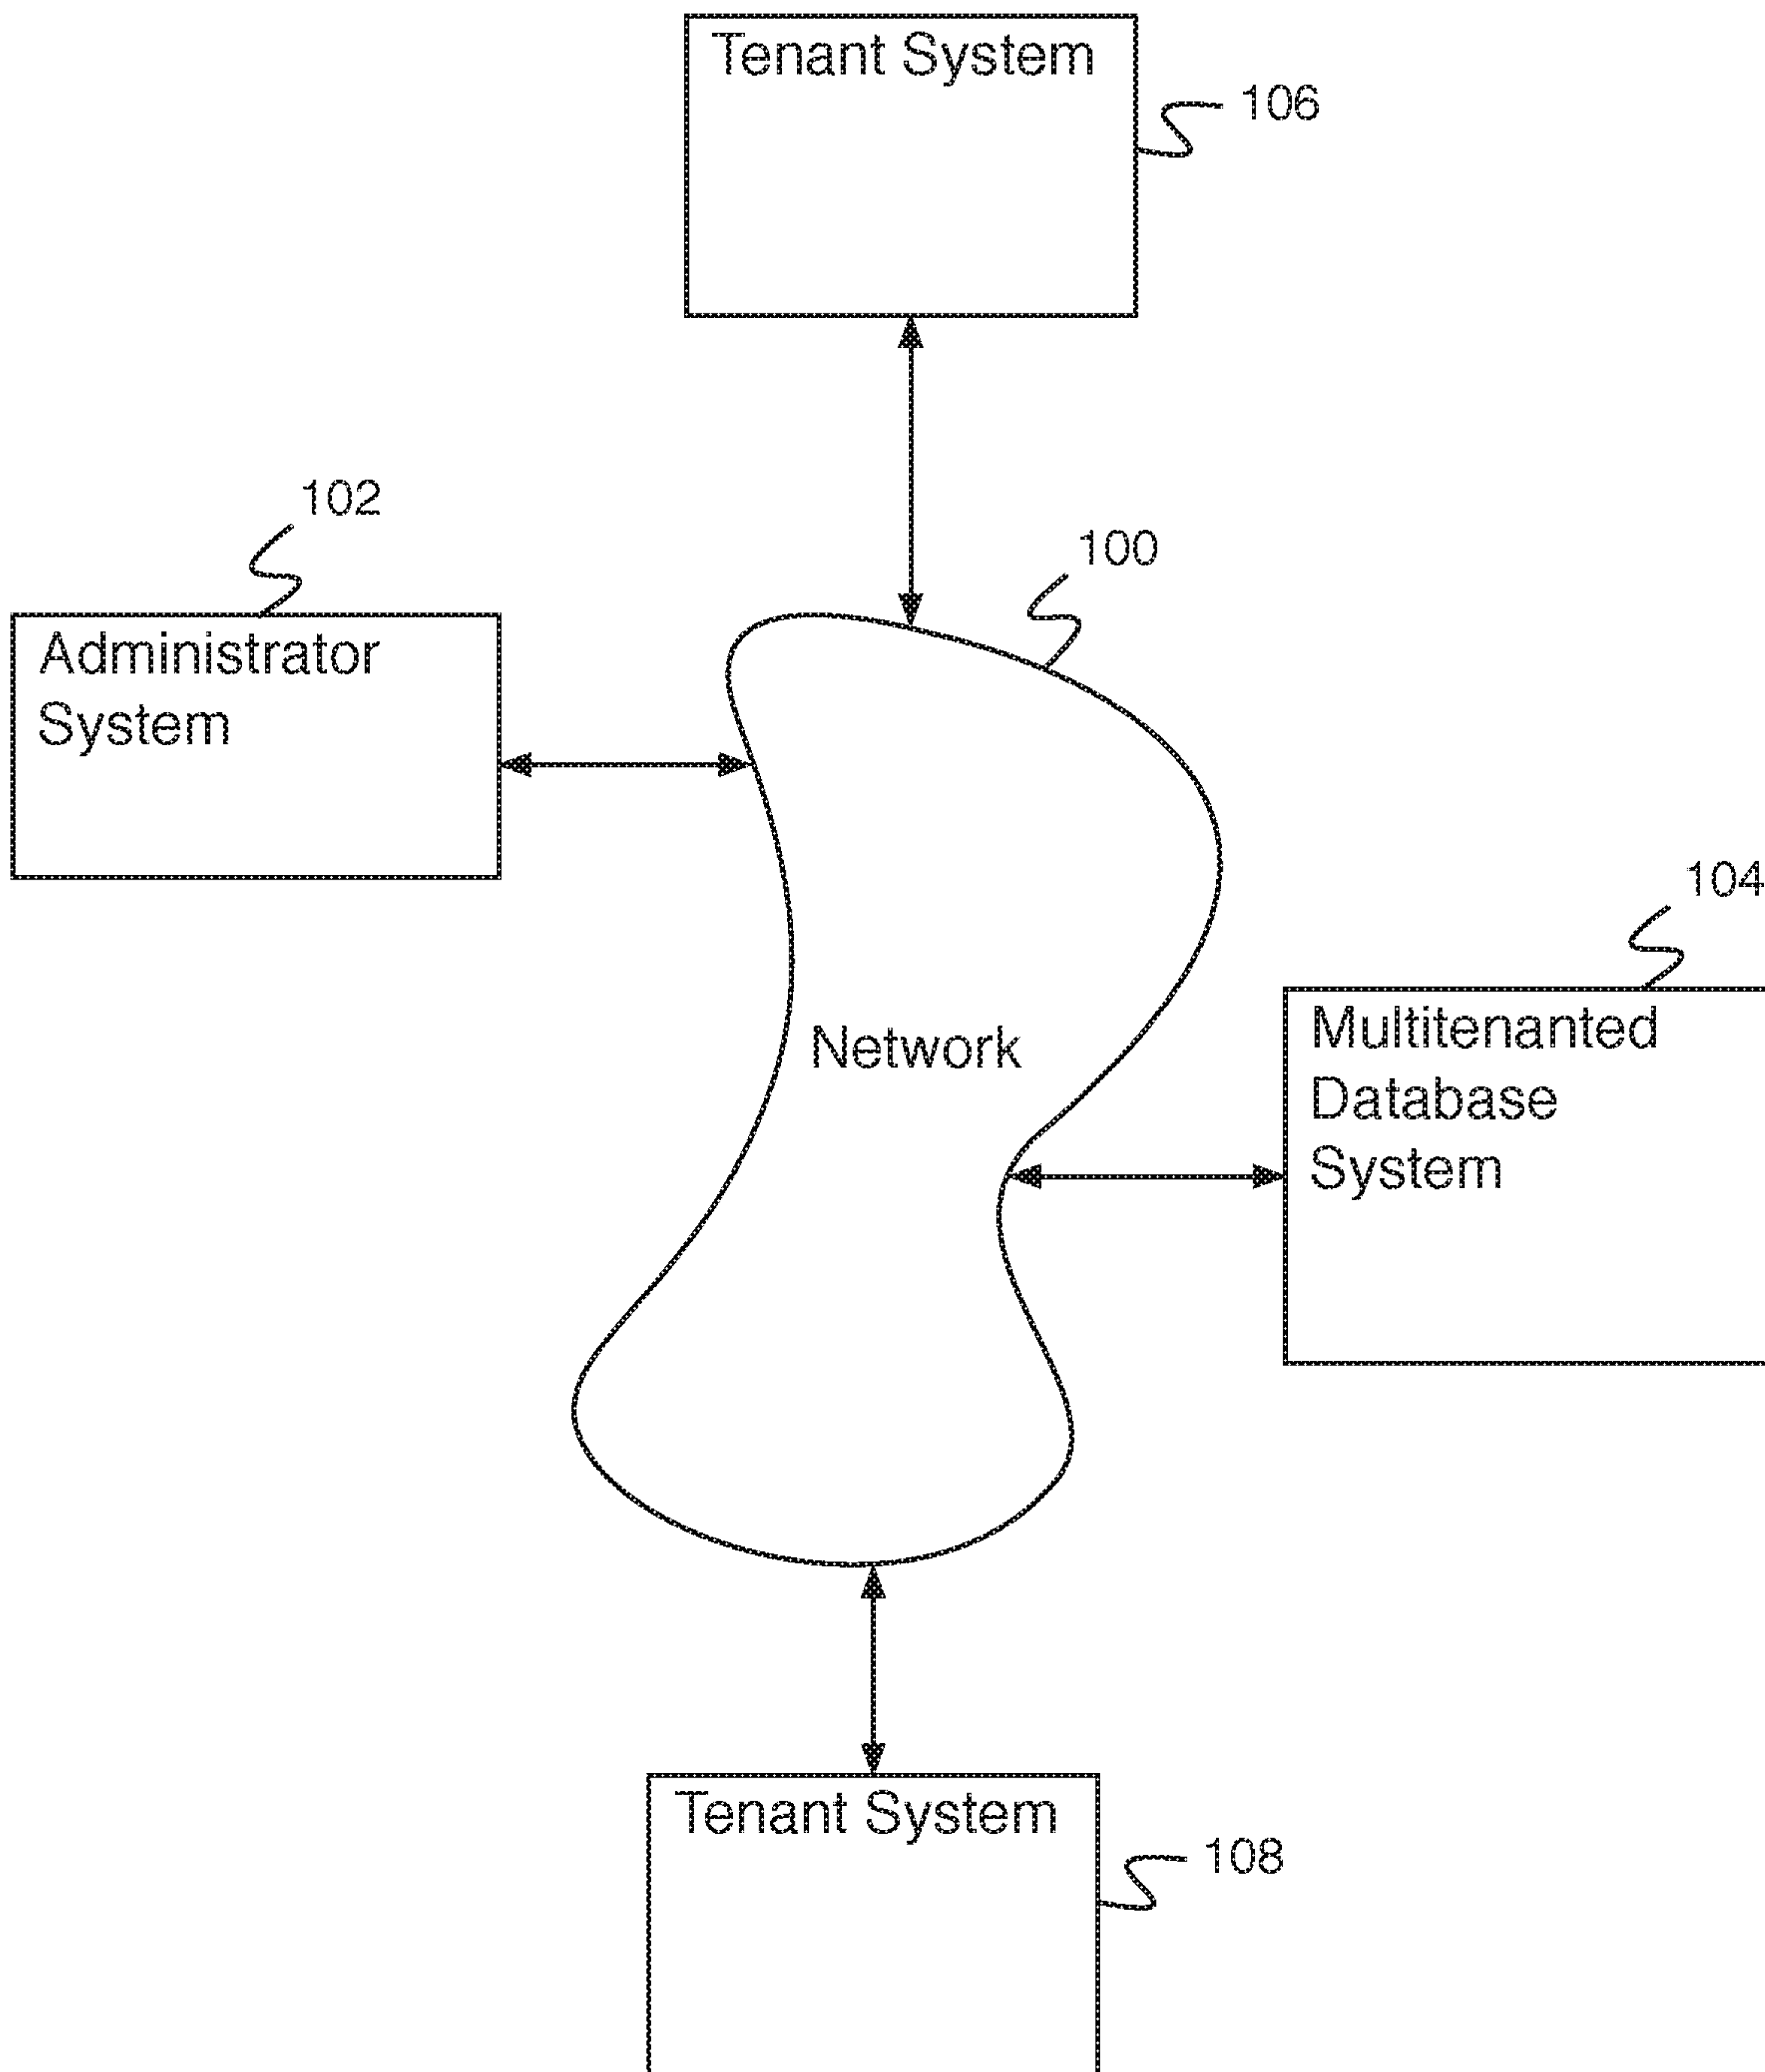 Tenant System
106
102
100
Administrator
System
104
Multitenanted
Database
System
Network
Tenant System
108